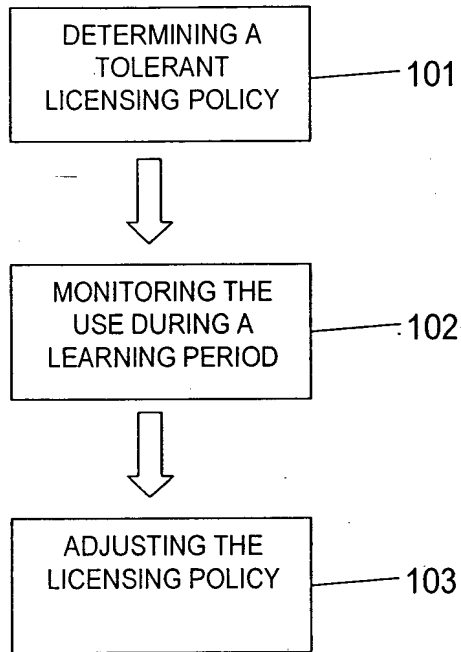 DETERMINING A
TOLERANT
LICENSING POLICY
101
MONITORING THE
USE DURING A
LEARNING PERIOD
102
ADJUSTING THE
LICENSING POLICY
103